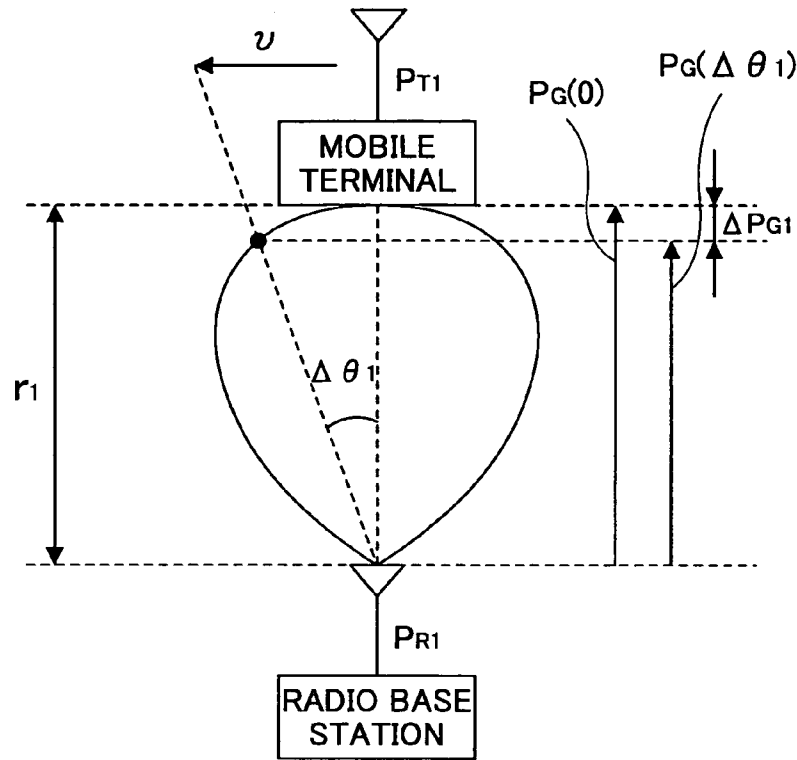 υ
PT1
PG(0)
PG(Δθ1)
MOBILE
TERMINAL
ΔPG1
r1
Δθ1
PR1
RADIO BASE
STATION